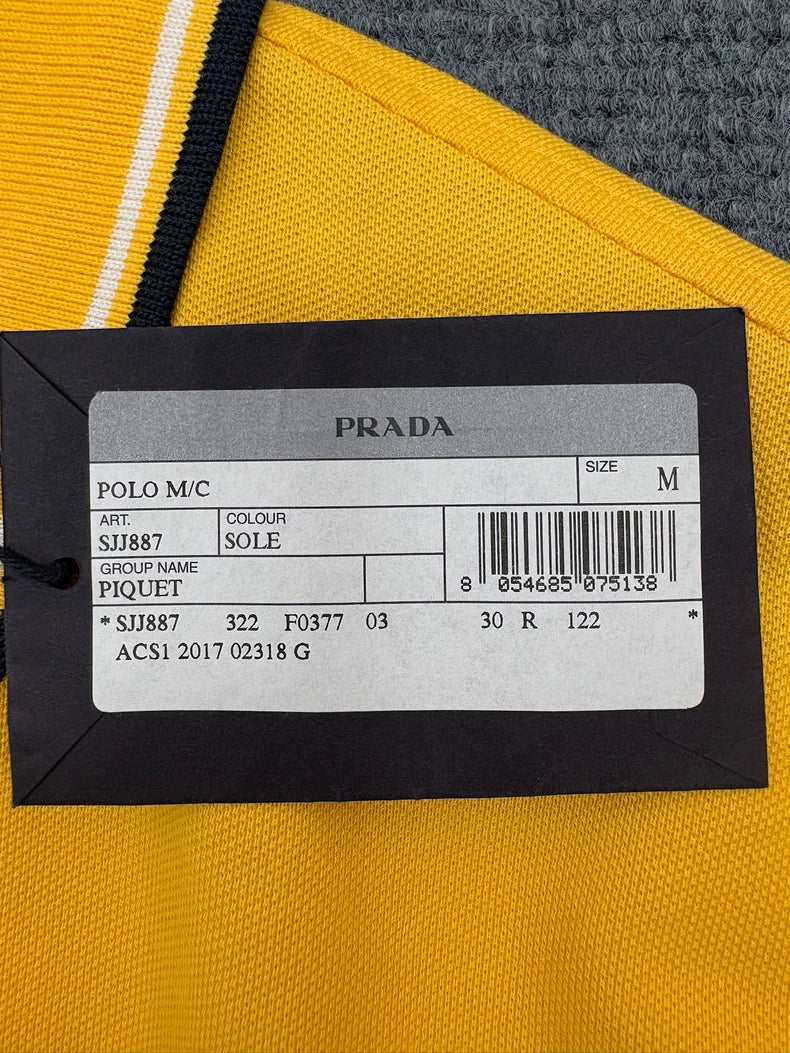 PRADA
POLO M/C
SIZE M
ART.
SJJ887
COLOUR
SOLE
GROUP NAME
PIQUET
8 054685 075138
* SJJ887 322 F0377 03 30 R 122 *
ACS1 2017 02318 G